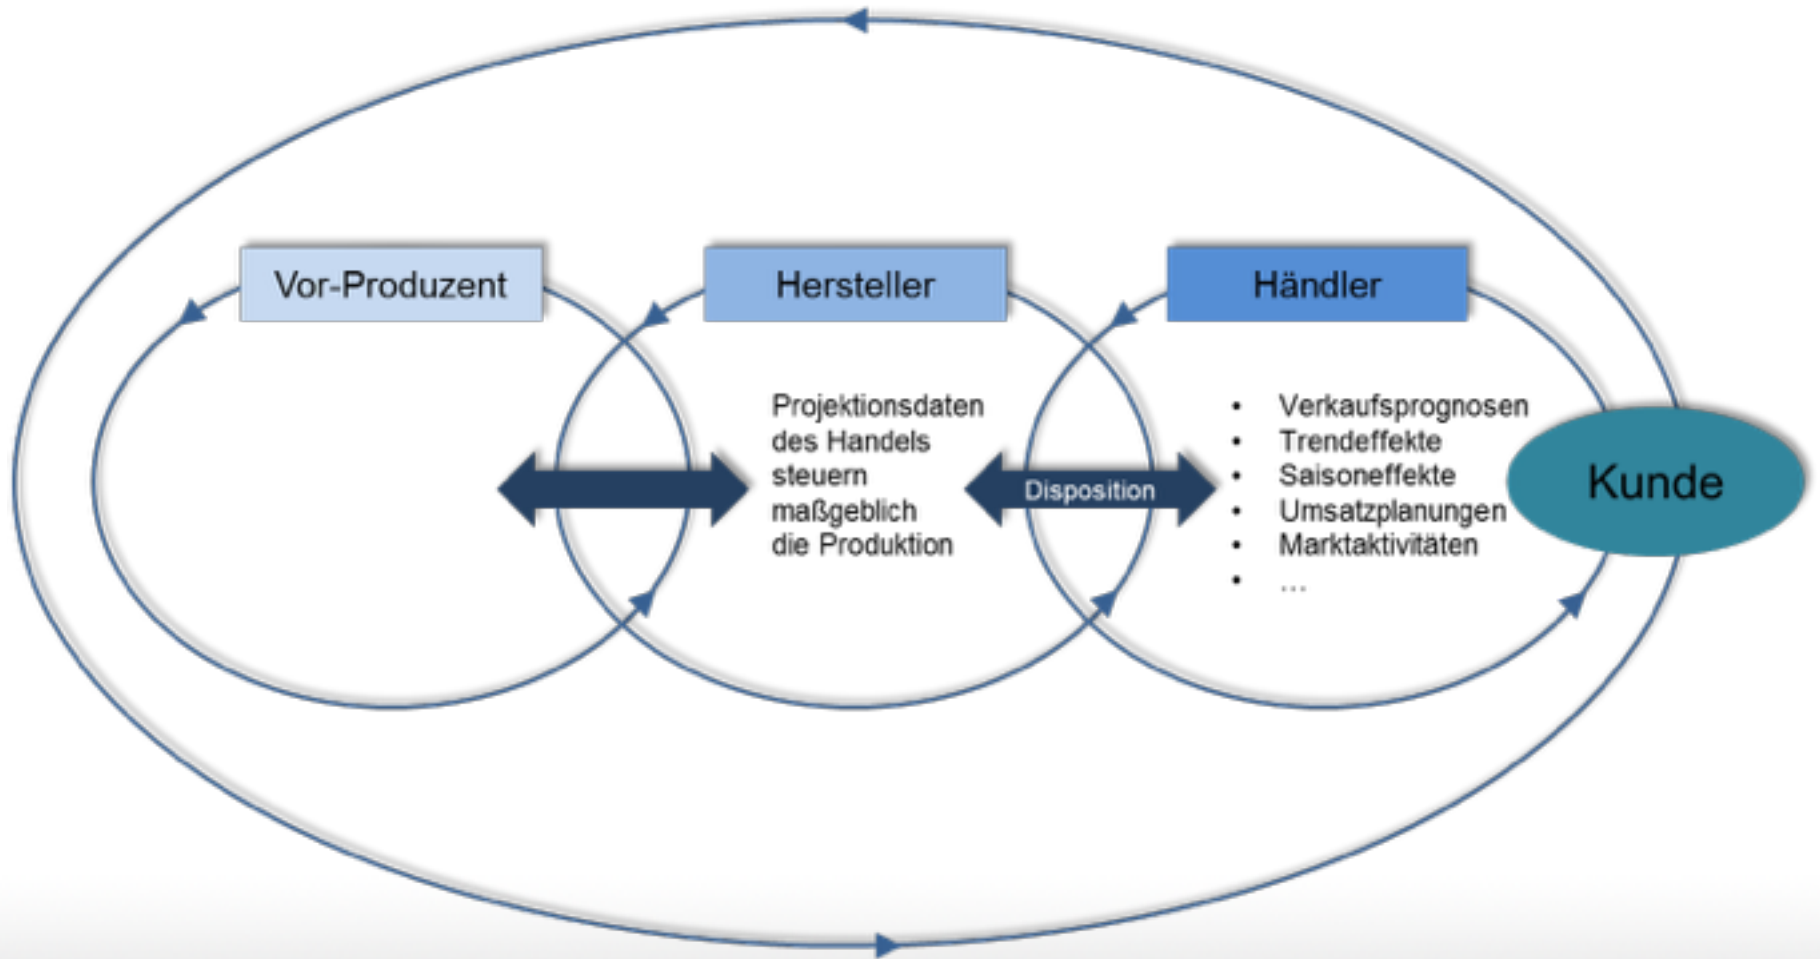 Vor-Produzent
Hersteller
Händler
Projektionsdaten
des Handels
steuern
maßgeblich
die Produktion
Disposition
• Verkaufsprognosen
• Trendeffekte
• Saisoneffekte
• Umsatzplanungen
• Marktaktivitäten
• ...
Kunde